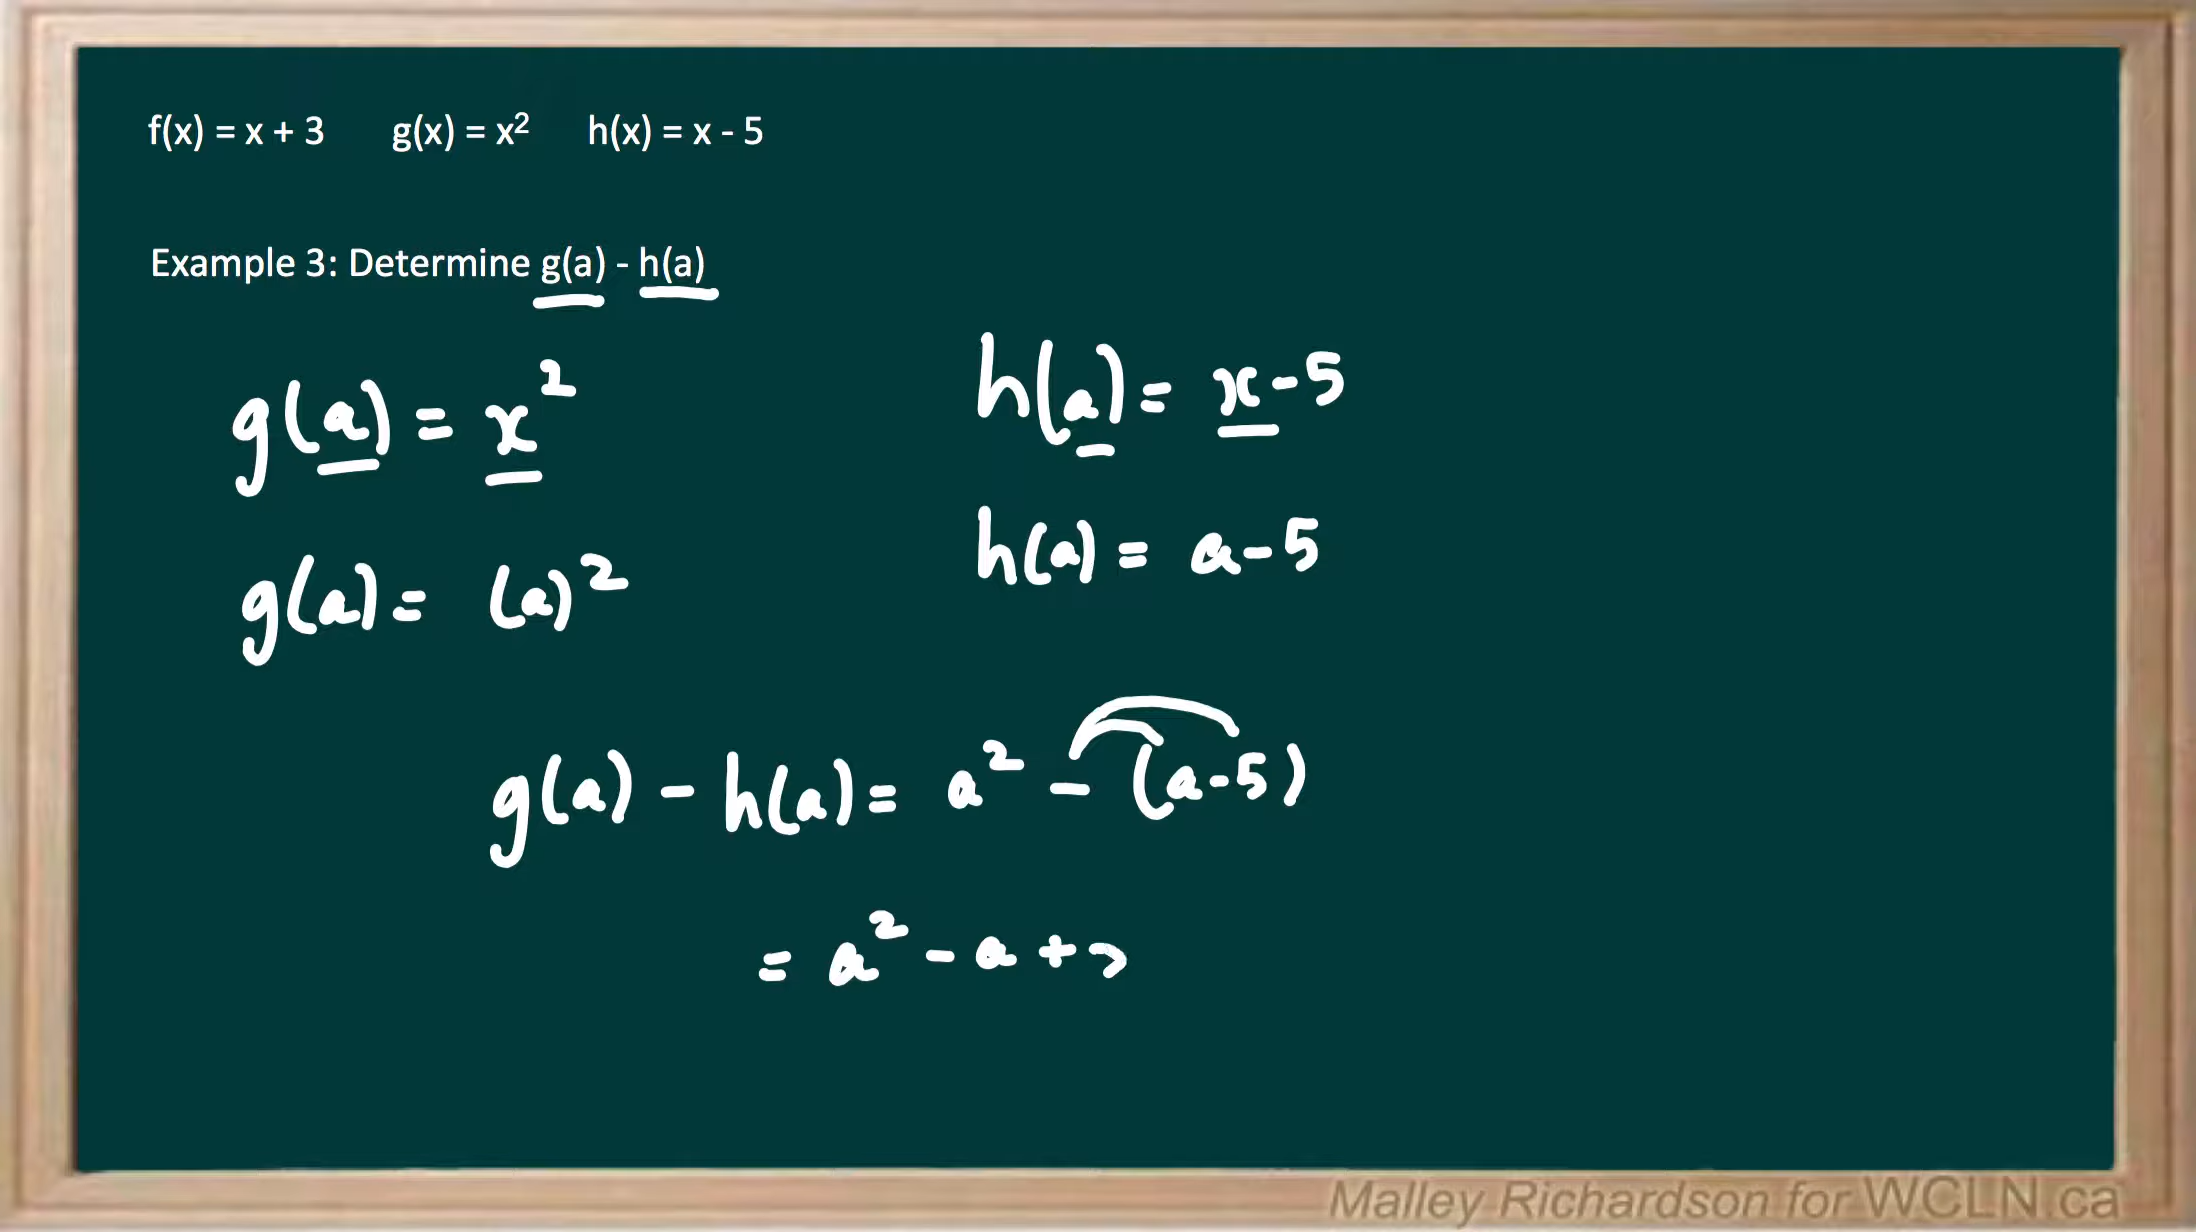 f(x) = x + 3 g(x) = x² h(x) = x - 5
Example 3: Determine g(a) - h(a)
g(a) = x²
h(a) = x - 5
g(a) = (a)²
h(a) = a - 5
g(a) - h(a) = a² - (a - 5)
= a² - a +
Malley Richardson for WCLN.ca